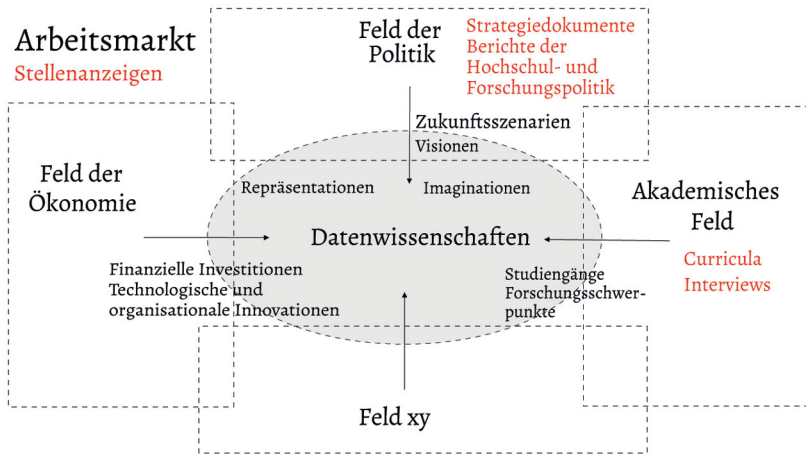 Arbeitsmarkt
Stellenanzeigen
Feld der
Politik
Strategiedokumente
Berichte der
Hochschul- und
Forschungspolitik
Zukunftsszenarien
Visionen
Feld der
Ökonomie
Repräsentationen
Imaginationen
Akademisches
Feld
Datenwissenschaften
Curricula
Interviews
Finanzielle Investitionen
Technologische und
organisationale Innovationen
Studiengänge
Forschungsschwer-
punkte
Feld xy